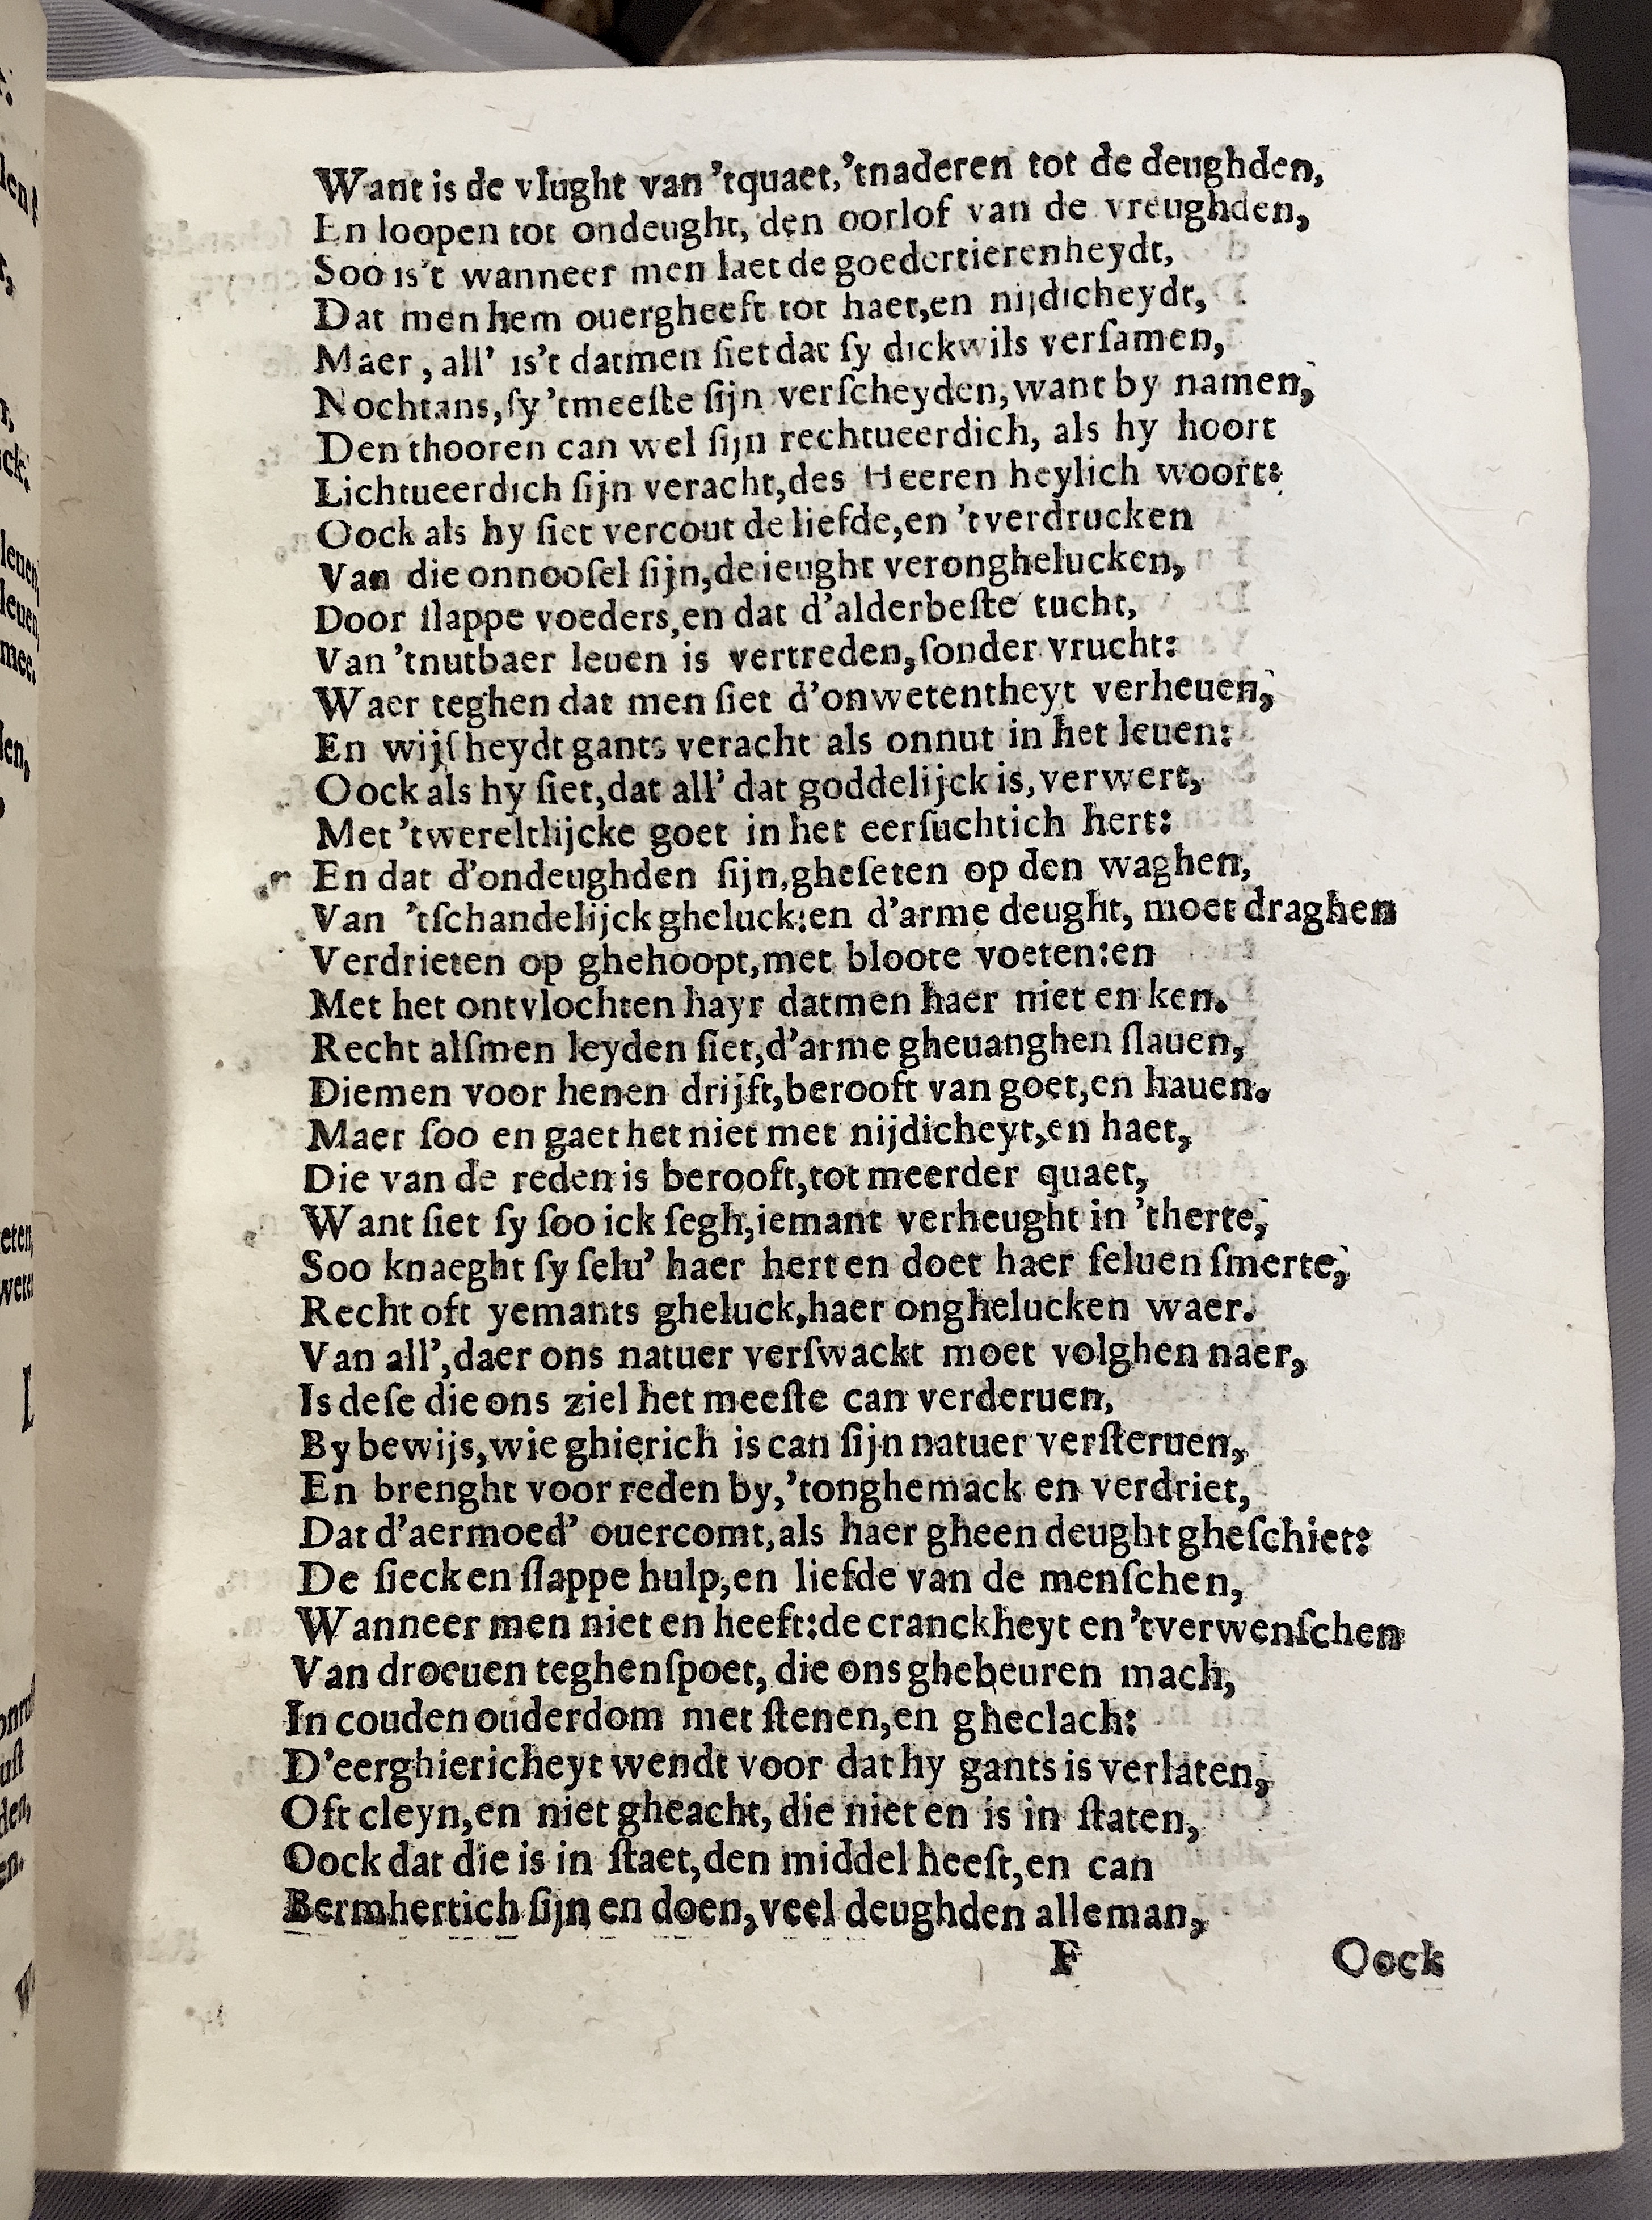 Want is de vlught van 'tquaet, 'tnaderen tot de deughden,
En loopen tot ondeught, den oorlof van de vreughden,
Soo is't wanneer men laet de goedertierenheydt,
Dat men hem ouergheeft tot haet, en nijdicheydt,
Maer, all' is't datmen ſiet dat ſy dickwils verſamen,
Nochtans, ſy 'tmeeſte ſijn verſcheyden, want by namen,
Den thooren can wel ſijn rechtueerdich, als hy hoort
Lichtueerdich ſijn veracht, des Heeren heylich woort:
Oock als hy ſiet vercout de liefde, en 'tverdrucken
Van die onnooſel ſijn, de ieught veronghelucken,
Door ſlappe voeders, en dat d'alderbeſte tucht,
Van 'tnutbaer leuen is vertreden, ſonder vrucht:
Waer teghen dat men ſiet d'onwetentheyt verheuen,
En wijſheydt gants veracht als onnut in het leuen:
Oock als hy ſiet, dat all' dat goddelijck is, verwert,
Met 'twereltlijcke goet in het eerſuchtich hert:
En dat d'ondeughden ſijn, gheſeten op den waghen,
Van 'tſchandelijck gheluck: en d'arme deught, moet draghen
Verdrieten op ghehoopt, met bloote voeten: en
Met het ontvlochten hayr datmen haer niet en ken.
Recht alſmen leyden ſiet, d'arme gheuanghen ſlauen,
Diemen voor henen drijft, berooft van goet, en hauen.
Maer ſoo en gaet het niet met nijdicheyt, en haet,
Die van de reden is berooft, tot meerder quaet,
Want ſiet ſy ſoo ick ſegh, iemant verheught in 'therte,
Soo knaeght ſy ſelu' haer hert en doet haer ſeluen ſmerte,
Recht oft yemants gheluck, haer onghelucken waer.
Van all', daer ons natuer verſwackt moet volghen naer,
Is deſe die ons ziel het meeſte can verderuen,
By bewijs, wie ghierich is can ſijn natuer verſteruen,
En brenght voor reden by, 'tonghemack en verdriet,
Dat d'aermoed' ouercomt, als haer gheen deught gheſchiet:
De ſieck en ſlappe hulp, en liefde van de menſchen,
Wanneer men niet en heeft: de cranckheyt en 'tverwenſchen
Van droeuen teghenſpoet, die ons ghebeuren mach,
In couden ouderdom met ſtenen, en gheclach:
D'eerghiericheyt wendt voor dat hy gants is verlaten,
Oft cleyn, en niet gheacht, die niet en is in ſtaten,
Oock dat die is in ſtaet, den middel heeft, en can
Bermhertich ſijn en doen, veel deughden alleman,
F Oock